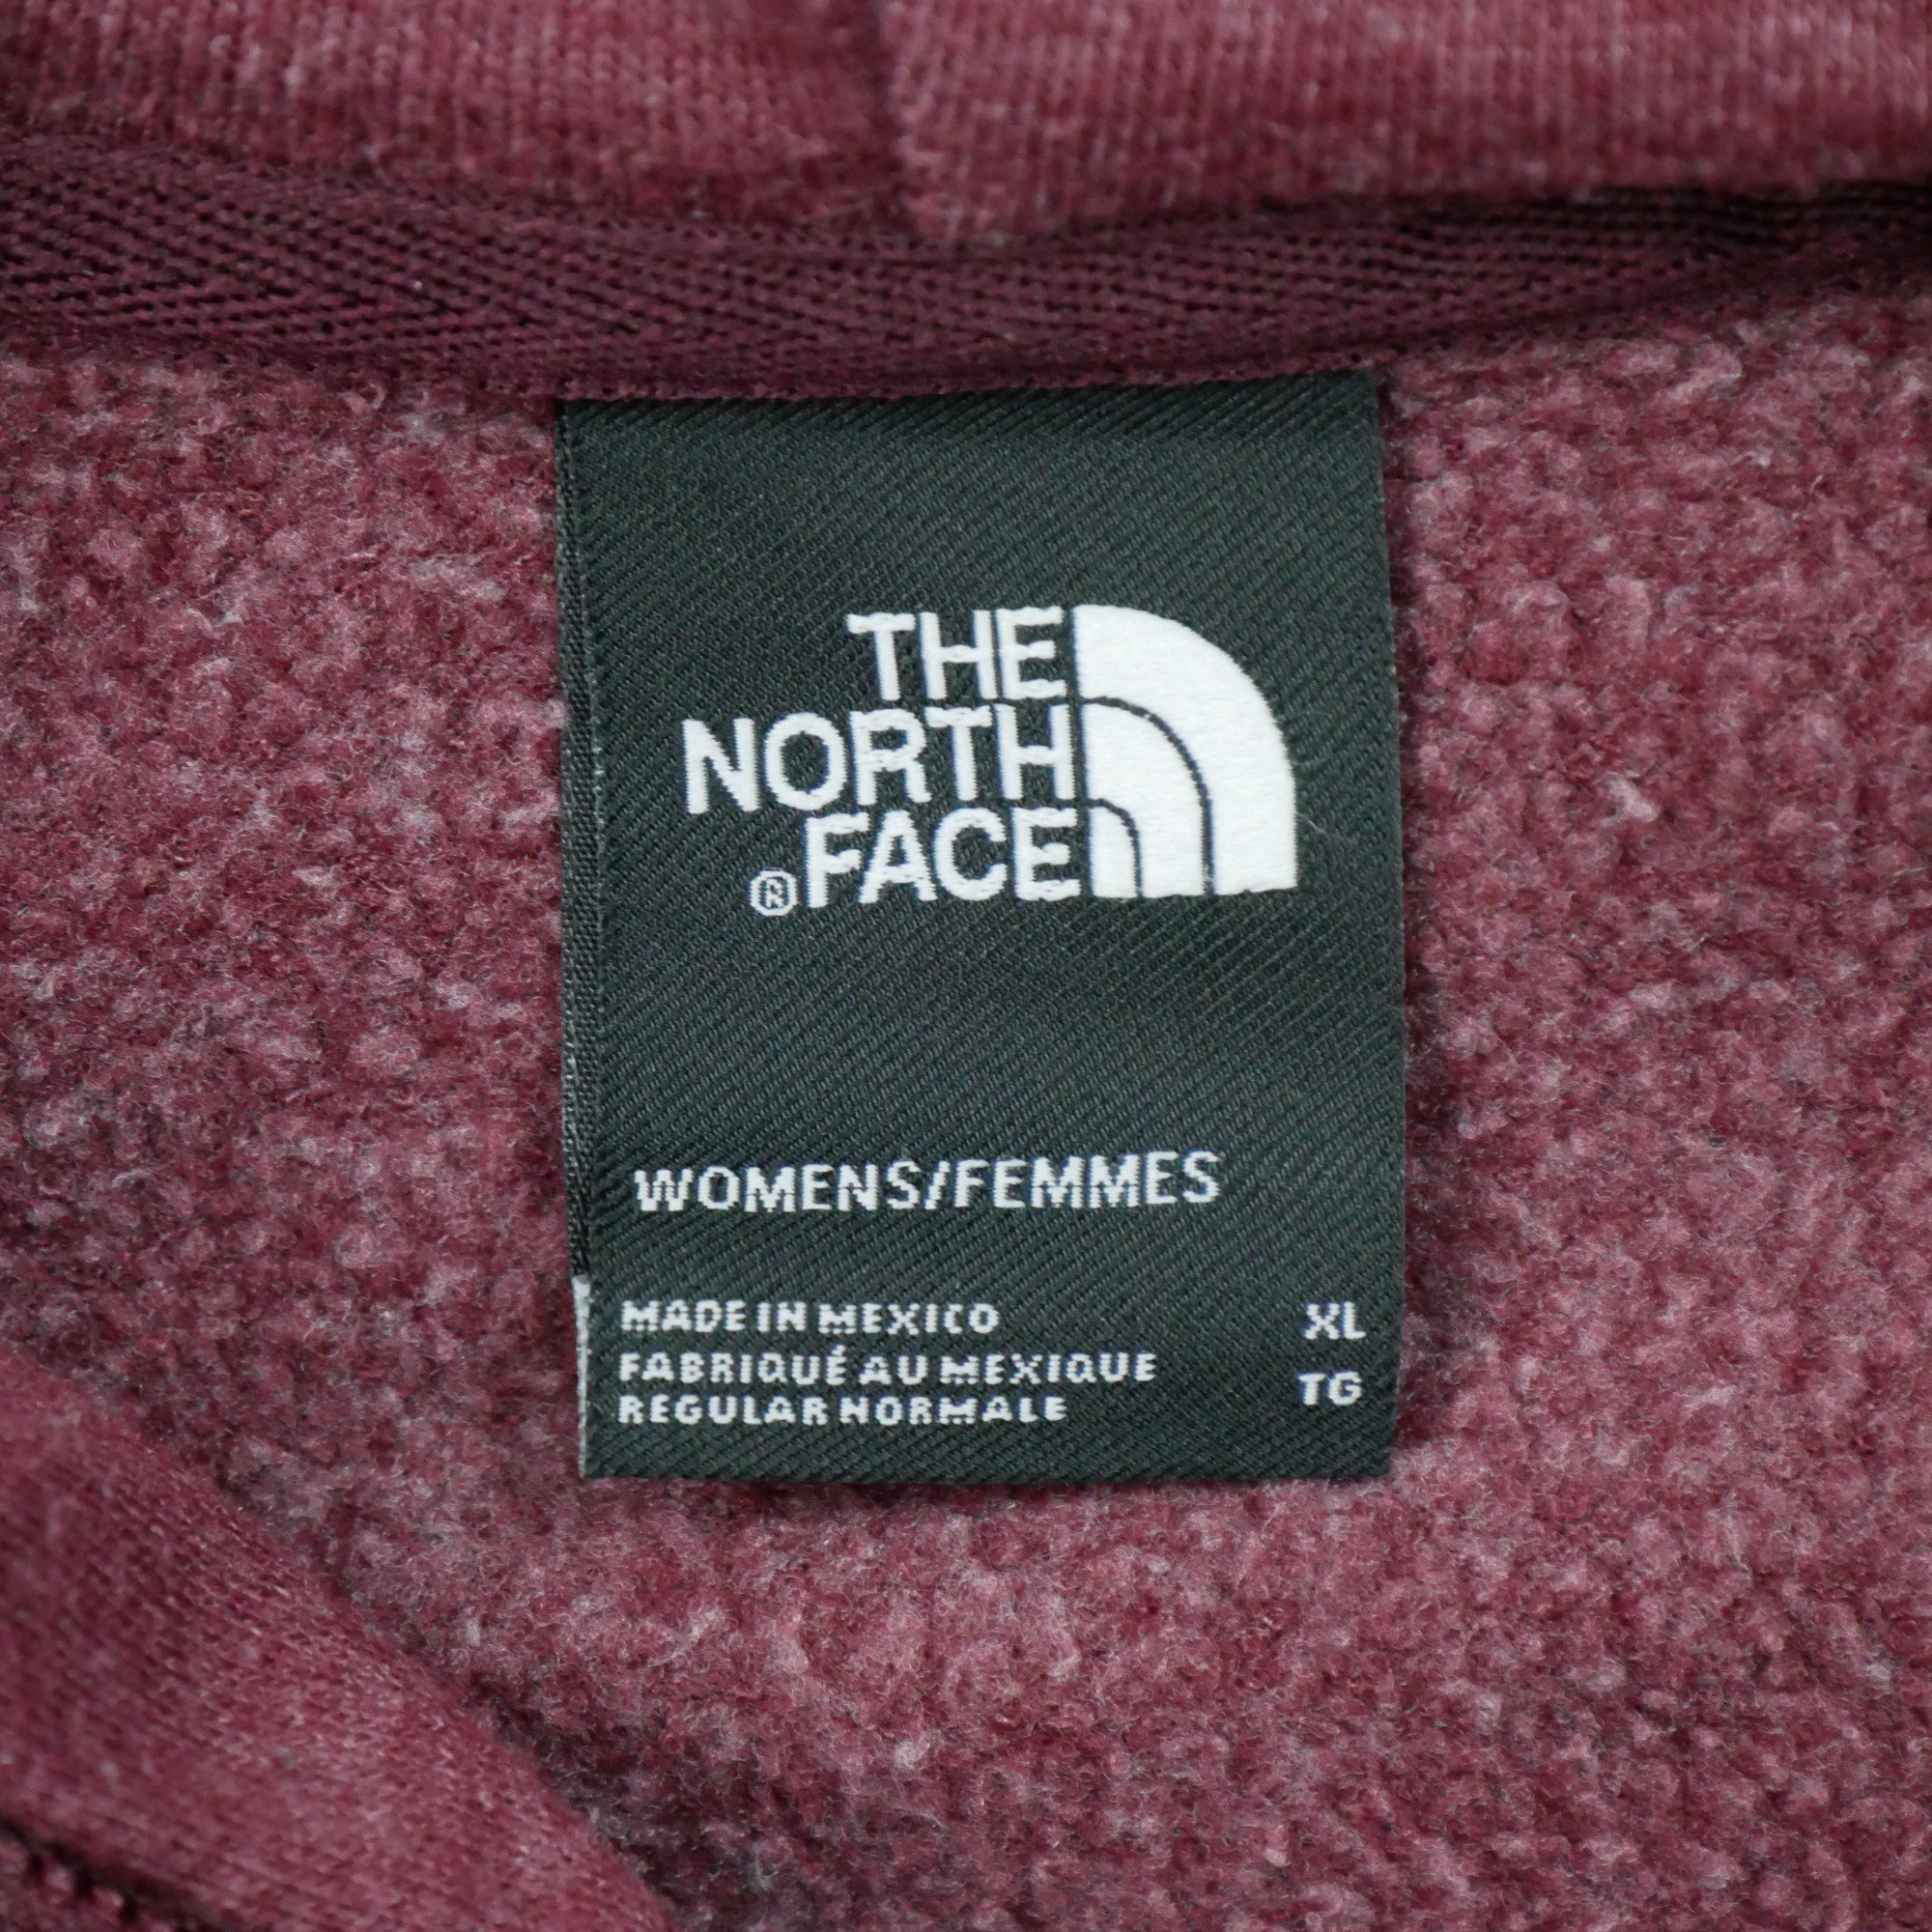 THE
NORTH
®FACE
WOMENS/FEMMES
MADE IN MEXICO XL
FABRIQUÉ AU MEXIQUE TG
REGULAR NORMALE